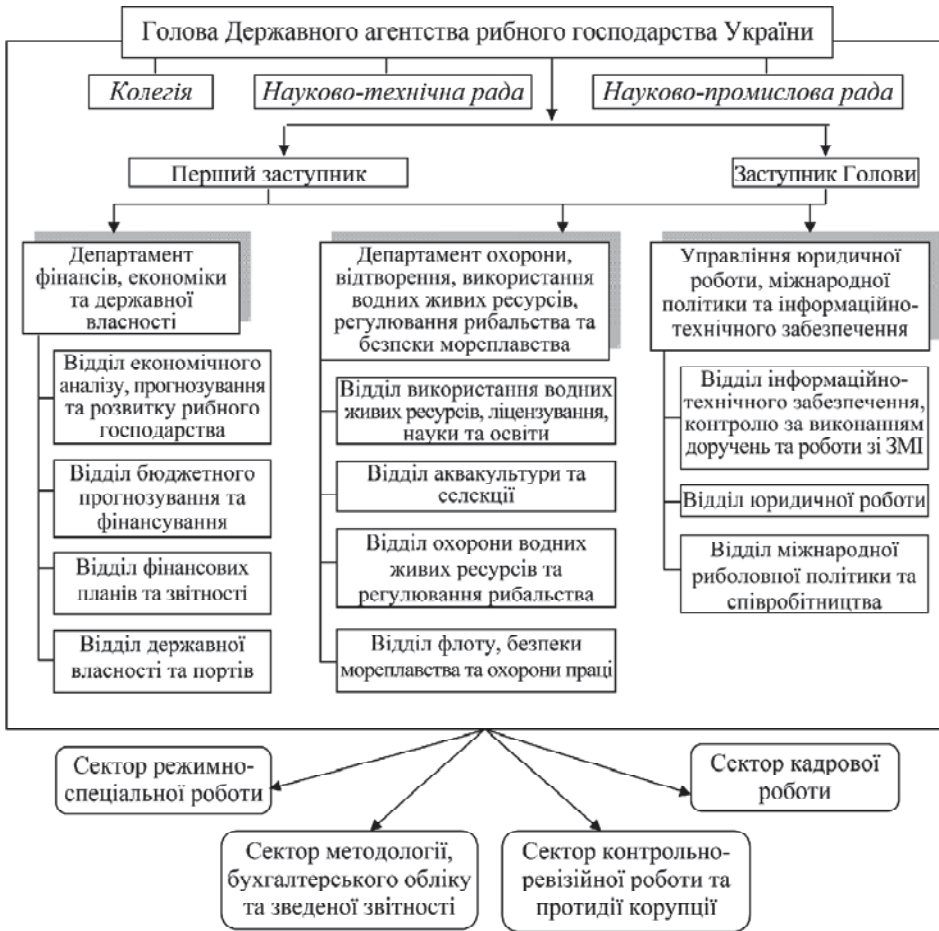 Голова Державного агентства рибного господарства України
Колегія
Науково-технічна рада
Науково-промислова рада
Перший заступник
Заступник Голови
Департамент
фінансів, економіки
та державної
власності
Відділ економічного
аналізу, прогнозування
та розвитку рибного
господарства
Відділ бюджетного
прогнозування та
фінансування
Відділ фінансових
планів та звітності
Відділ державної
власності та портів
Департамент охорони,
відтворення, використання
водних живих ресурсів,
регулювання рибальства та
безпеки мореплавства
Відділ використання водних
живих ресурсів, ліцензування,
науки та освіти
Відділ аквакультури та
селекції
Відділ охорони водних
живих ресурсів та
регулювання рибальства
Відділ флоту, безпеки
мореплавства та охорони праці
Управління юридичної
роботи, міжнародної
політики та інформаційно-
технічного забезпечення
Відділ інформаційно-
технічного забезпечення,
контролю за виконанням
доручень та роботи зі ЗМІ
Відділ юридичної роботи
Відділ міжнародної
риболовної політики та
співробітництва
Сектор режимно-
спеціальної роботи
Сектор методології,
бухгалтерського обліку
та зведеної звітності
Сектор контрольно-
ревізійної роботи та
протидії корупції
Сектор кадрової
роботи